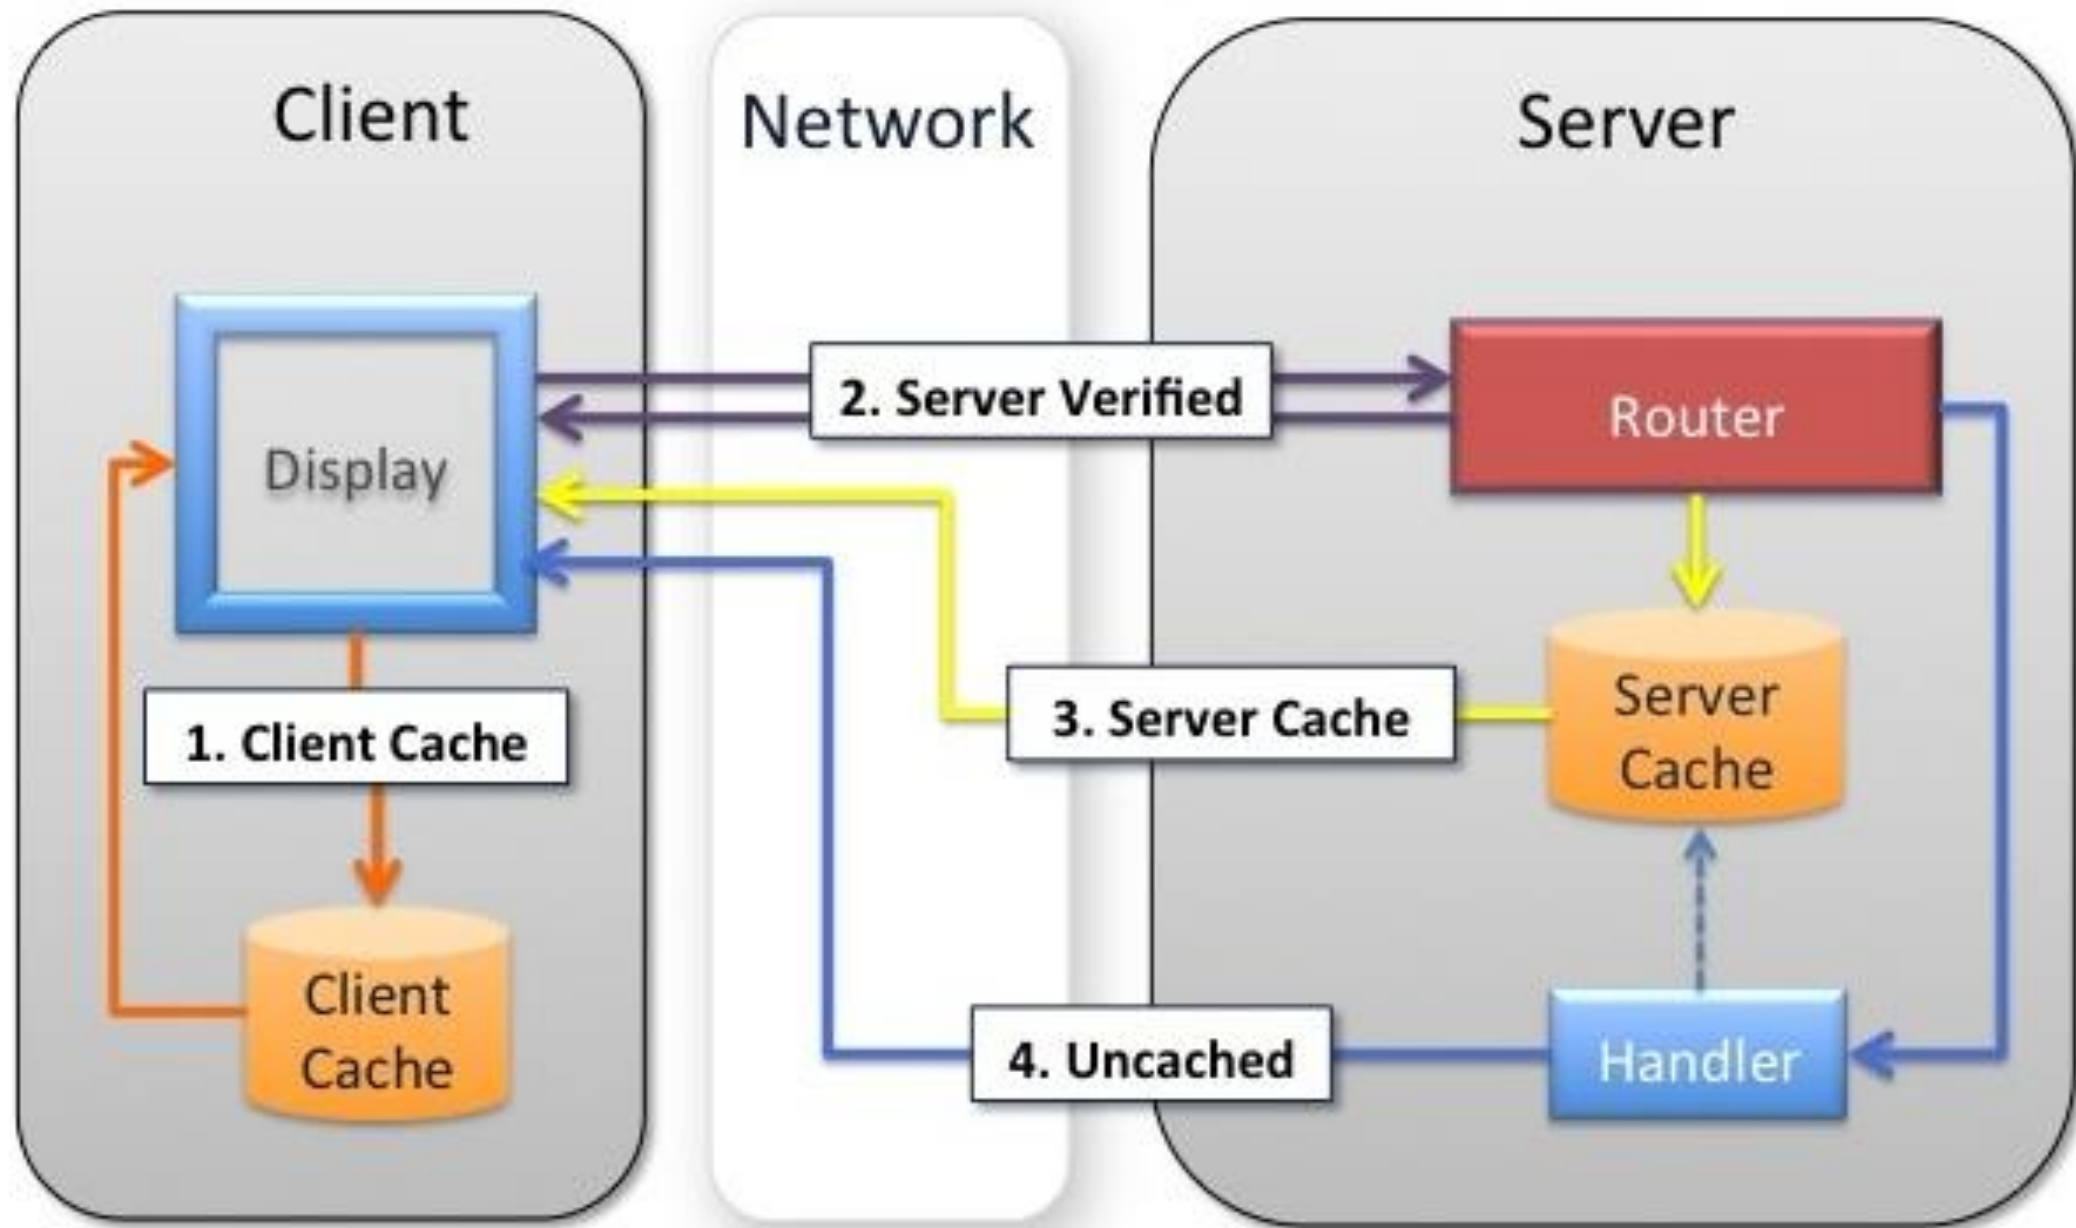 Client
Network
Server
2. Server Verified
Router
Display
Server
Cache
3. Server Cache
1. Client Cache
Client
Cache
4. Uncached
Handler